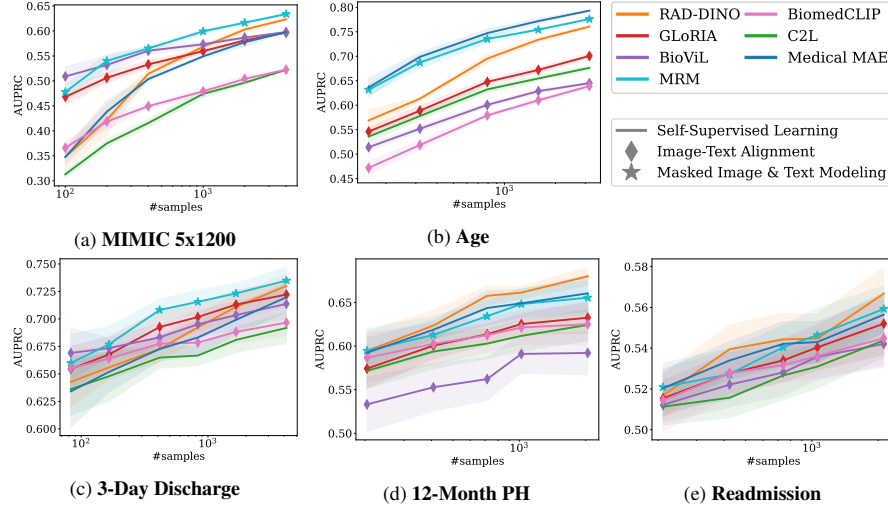 0.65
0.60
0.55
0.50
0.45
0.40
0.35
0.30
AUPRC
10²
10³
#samples
(a) MIMIC 5x1200
0.80
0.75
0.70
0.65
0.60
0.55
0.50
0.45
AUPRC
10³
#samples
(b) Age
RAD-DINO
GLoRIA
BioViL
MRM
BiomedCLIP
C2L
Medical MAE
Self-Supervised Learning
Image-Text Alignment
Masked Image & Text Modeling
0.750
0.725
0.700
0.675
0.650
0.625
0.600
AUPRC
10²
10³
#samples
(c) 3-Day Discharge
0.65
0.60
0.55
0.50
AUPRC
10³
#samples
(d) 12-Month PH
0.58
0.56
0.54
0.52
0.50
AUPRC
10³
#samples
(e) Readmission